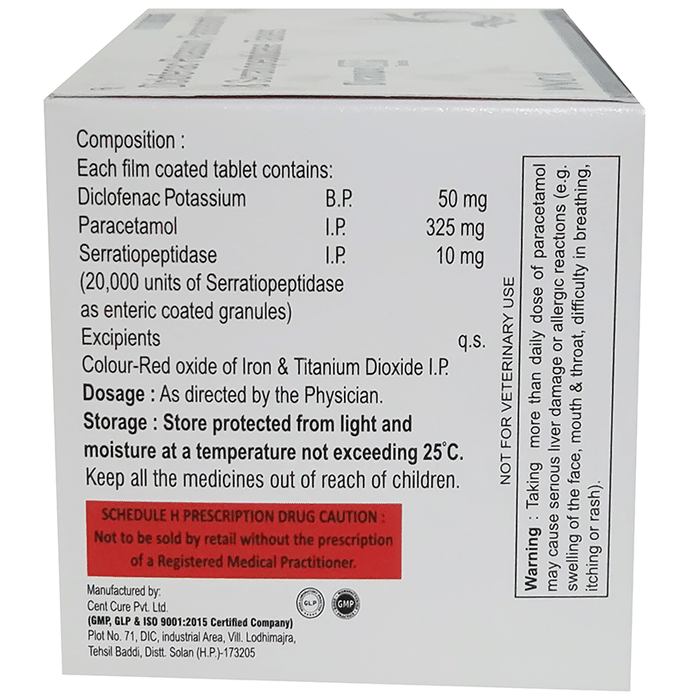 Composition :
Each film coated tablet contains:
Diclofenac Potassium B.P. 50 mg
Paracetamol I.P. 325 mg
Serratiopeptidase I.P. 10 mg
(20,000 units of Serratiopeptidase
as enteric coated granules)
Excipients q.s.
Colour-Red oxide of Iron & Titanium Dioxide I.P.
Dosage : As directed by the Physician.
Storage : Store protected from light and
moisture at a temperature not exceeding 25°C.
Keep all the medicines out of reach of children.
SCHEDULE H PRESCRIPTION DRUG CAUTION :
Not to be sold by retail without the prescription
of a Registered Medical Practitioner.
Manufactured by:
Cent Cure Pvt. Ltd.
(GMP, GLP & ISO 9001:2015 Certified Company)
Plot No. 71, DIC, industrial Area, Vill. Lodhimajra,
Tehsil Baddi, Distt. Solan (H.P.)-173205
GLP
GMP
NOT FOR VETERINARY USE
Warning : Taking more than daily dose of paracetamol
may cause serious liver damage or allergic reactions (e.g.
swelling of the face, mouth & throat, difficulty in breathing,
itching or rash).